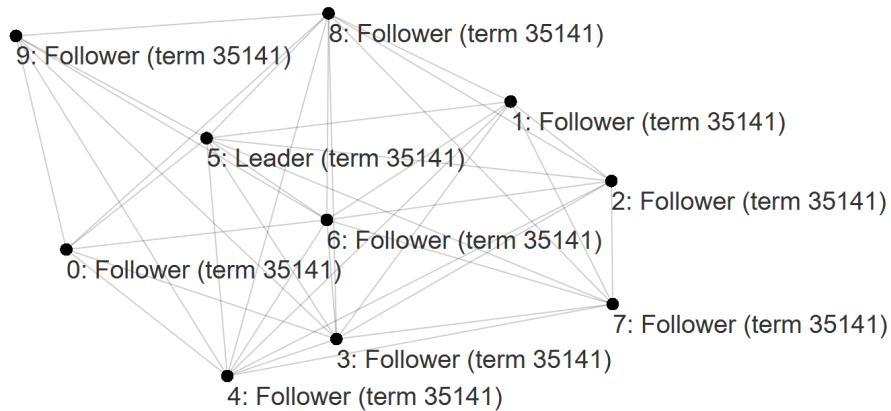 8: Follower (term 35141)
9: Follower (term 35141)
1: Follower (term 35141)
5: Leader (term 35141)
2: Follower (term 35141)
6: Follower (term 35141)
0: Follower (term 35141)
7: Follower (term 35141)
3: Follower (term 35141)
4: Follower (term 35141)